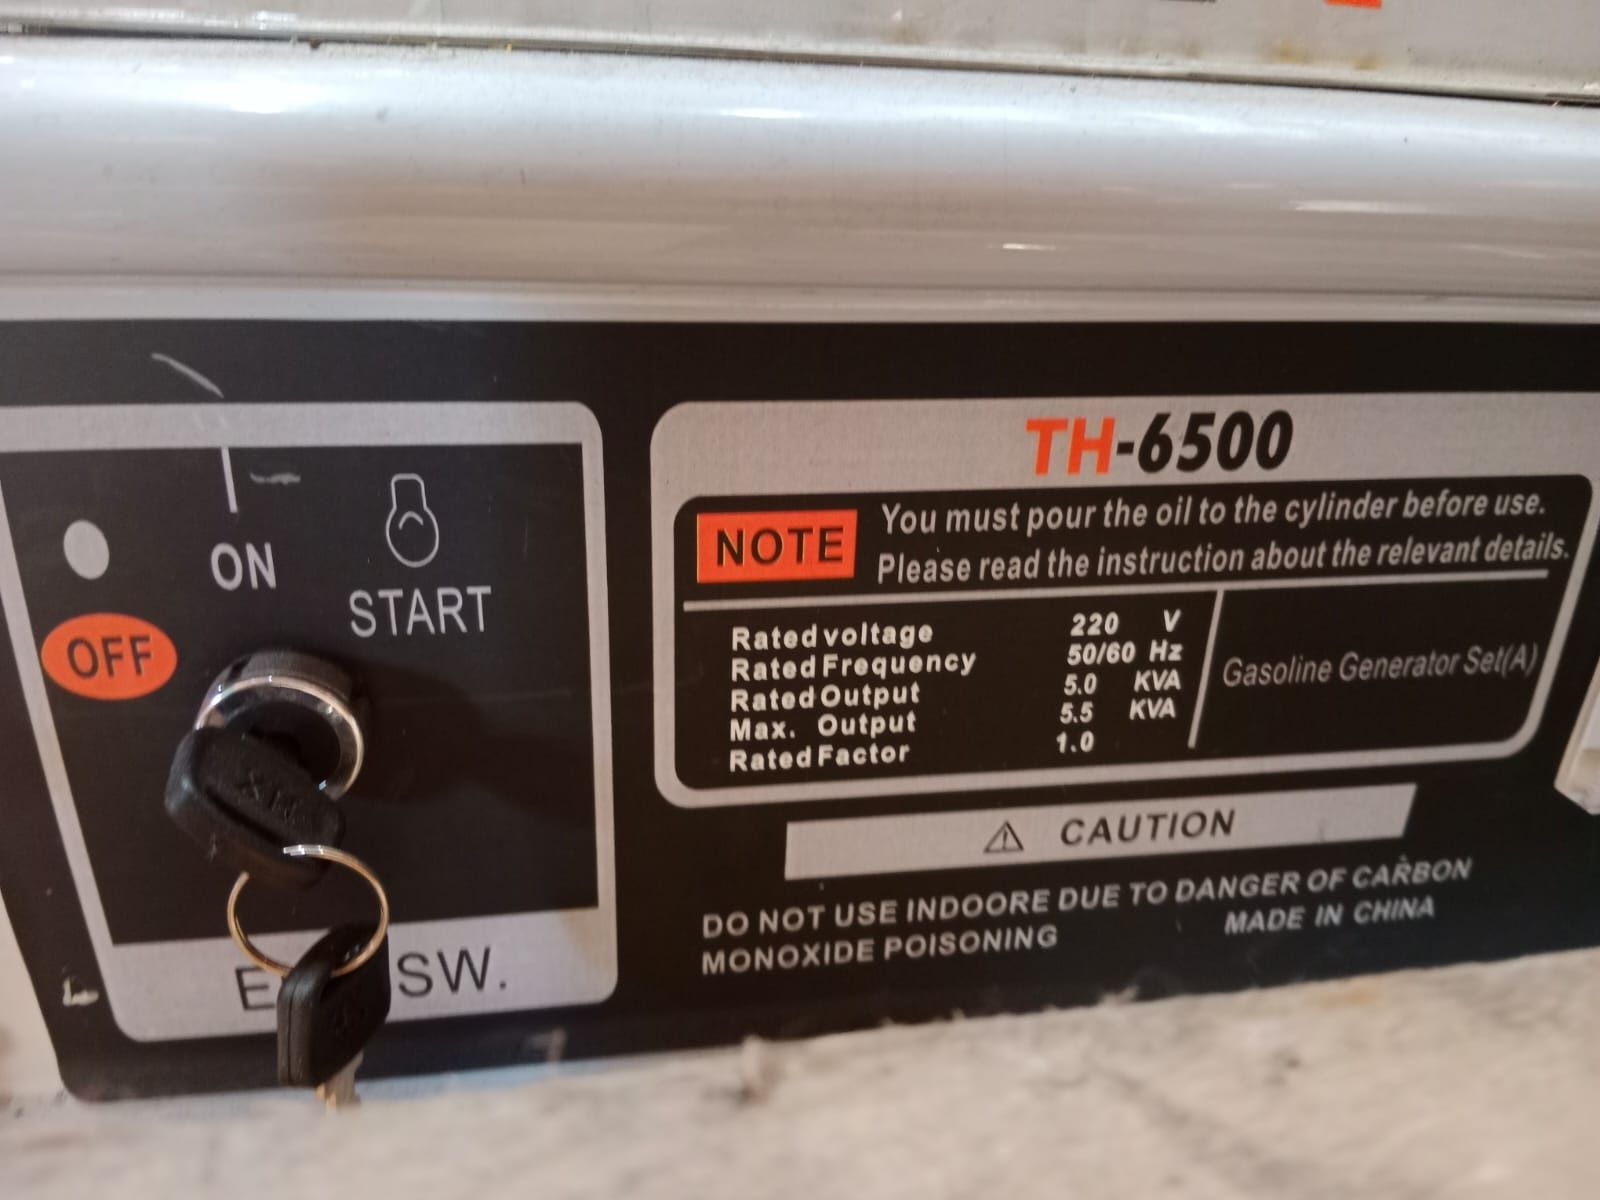 ON
START
OFF
SW.
TH-6500
NOTE
You must pour the oil to the cylinder before use.
Please read the instruction about the relevant details.
Rated voltage 220 V
Rated Frequency 50/60 Hz
Rated Output 5.0 KVA
Max. Output 5.5 KVA
Rated Factor 1.0
Gasoline Generator Set(A)
⚠ CAUTION
DO NOT USE INDOORE DUE TO DANGER OF CARBON
MONOXIDE POISONING
MADE IN CHINA